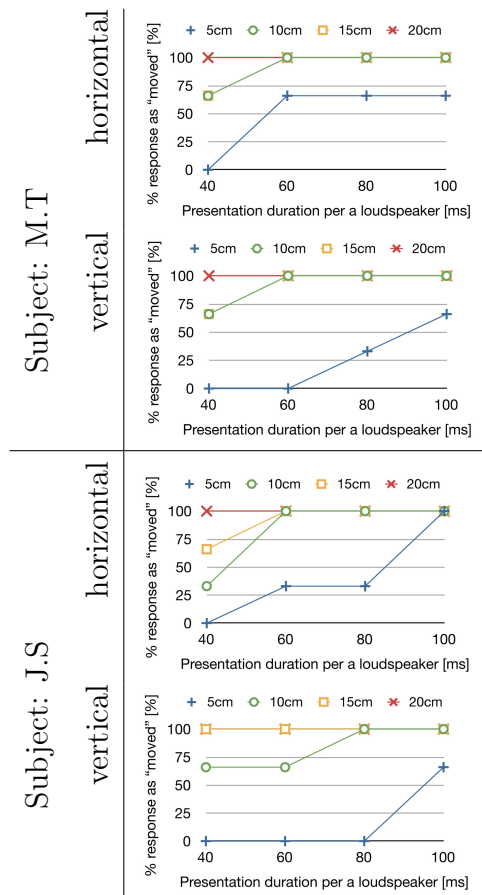 Subject: M.T
horizontal
5cm 10cm 15cm 20cm
% response as “moved” [%]
100
75
50
25
0
40 60 80 100
Presentation duration per a loudspeaker [ms]
vertical
5cm 10cm 15cm 20cm
% response as “moved” [%]
100
75
50
25
0
40 60 80 100
Presentation duration per a loudspeaker [ms]
Subject: J.S
horizontal
5cm 10cm 15cm 20cm
% response as “moved” [%]
100
75
50
25
0
40 60 80 100
Presentation duration per a loudspeaker [ms]
vertical
5cm 10cm 15cm 20cm
% response as “moved” [%]
100
75
50
25
0
40 60 80 100
Presentation duration per a loudspeaker [ms]